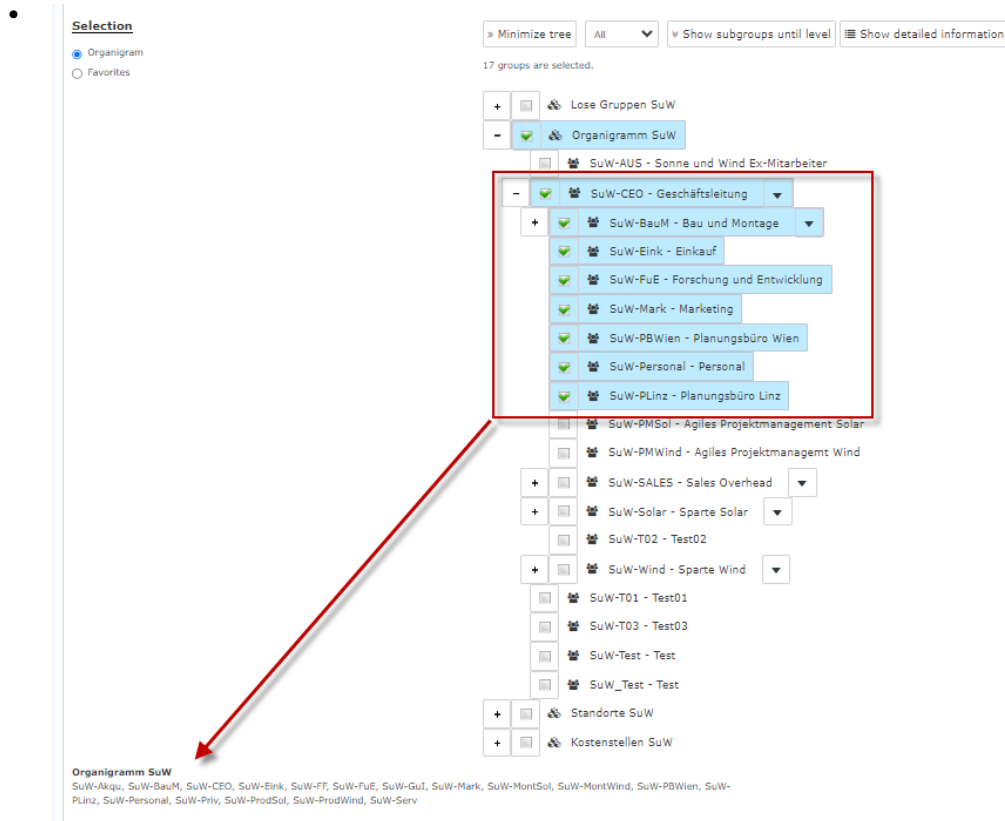 Selection
Organigram
Favorites
» Minimize tree All Show subgroups until level Show detailed information
17 groups are selected.
+ Lose Gruppen SuW
- Organigramm SuW
SuW-AUS - Sonne und Wind Ex-Mitarbeiter
- SuW-CEO - Geschäftsleitung
+ SuW-BauM - Bau und Montage
SuW-Eink - Einkauf
SuW-FuE - Forschung und Entwicklung
SuW-Mark - Marketing
SuW-PBWien - Planungsbüro Wien
SuW-Personal - Personal
SuW-PLinz - Planungsbüro Linz
SuW-PMSol - Agiles Projektmanagement Solar
SuW-PMWind - Agiles Projektmanagemt Wind
+ SuW-SALES - Sales Overhead
+ SuW-Solar - Sparte Solar
SuW-T02 - Test02
+ SuW-Wind - Sparte Wind
SuW-T01 - Test01
SuW-T03 - Test03
SuW-Test - Test
SuW_Test - Test
+ Standorte SuW
+ Kostenstellen SuW
Organigramm SuW
SuW-Akqu, SuW-BauM, SuW-CEO, SuW-Eink, SuW-FF, SuW-FuE, SuW-GuI, SuW-Mark, SuW-MontSol, SuW-MontWind, SuW-PBWien, SuW-
PLinz, SuW-Personal, SuW-Priv, SuW-ProdSol, SuW-ProdWind, SuW-Serv